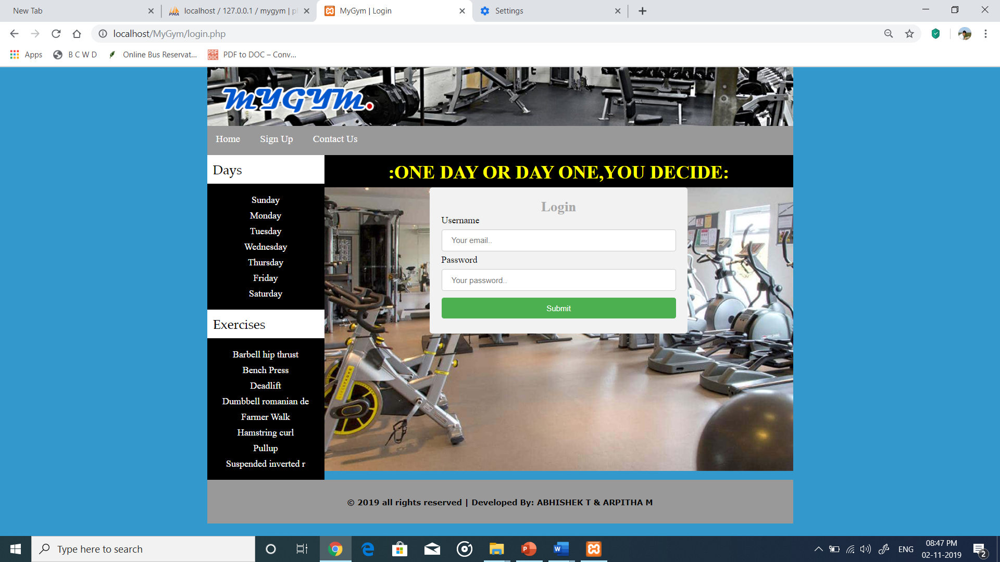 New Tab
localhost / 127.0.0.1 / mygym | p
MyGym | Login
Settings
localhost/MyGym/login.php
Apps
B C W D
Online Bus Reservat...
PDF DOC
PDF to DOC – Conv...
MYGYM.
Home
Sign Up
Contact Us
Days
:ONE DAY OR DAY ONE,YOU DECIDE:
Sunday
Monday
Tuesday
Wednesday
Thursday
Friday
Saturday
Login
Username
Your email..
Password
Your password..
Submit
Exercises
Barbell hip thrust
Bench Press
Deadlift
Dumbbell romanian de
Farmer Walk
Hamstring curl
Pullup
Suspended inverted r
© 2019 all rights reserved | Developed By: ABHISHEK T & ARPITHA M
Type here to search
ENG
08:47 PM
02-11-2019
2